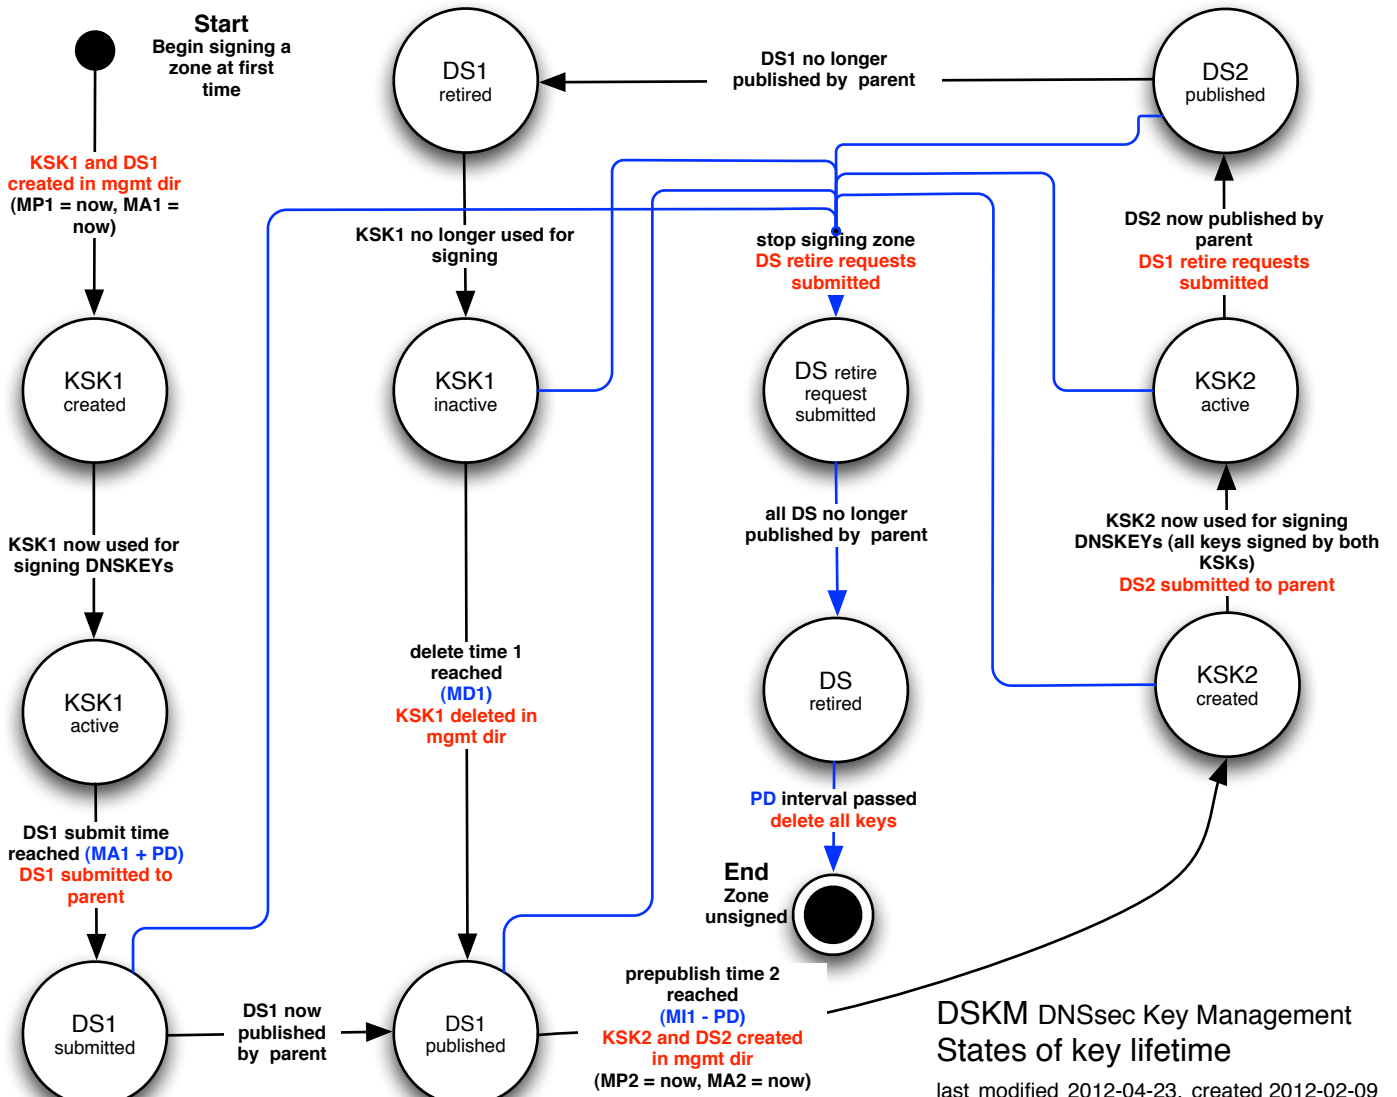 Start
Begin signing a
zone at first
time
KSK1 and DS1
created in mgmt dir
(MP1 = now, MA1 =
now)
KSK1
created
KSK1 now used for
signing DNSKEYs
KSK1
active
DS1 submit time
reached (MA1 + PD)
DS1 submitted to
parent
DS1
submitted
DS1 now
published
by parent
DS1
published
DS1
retired
KSK1 no longer used for
signing
KSK1
inactive
delete time 1
reached
(MD1)
KSK1 deleted in
mgmt dir
DS1 no longer
published by parent
stop signing zone
DS retire requests
submitted
DS retire
request
submitted
all DS no longer
published by parent
DS
retired
PD interval passed
delete all keys
End
Zone
unsigned
prepublish time 2
reached
(MI1 - PD)
KSK2 and DS2 created
in mgmt dir
(MP2 = now, MA2 = now)
DS2
published
DS2 now published by
parent
DS1 retire requests
submitted
KSK2
active
KSK2 now used for signing
DNSKEYs (all keys signed by both
KSKs)
DS2 submitted to parent
KSK2
created
DSKM DNSsec Key Management
States of key lifetime
last modified 2012-04-23, created 2012-02-09